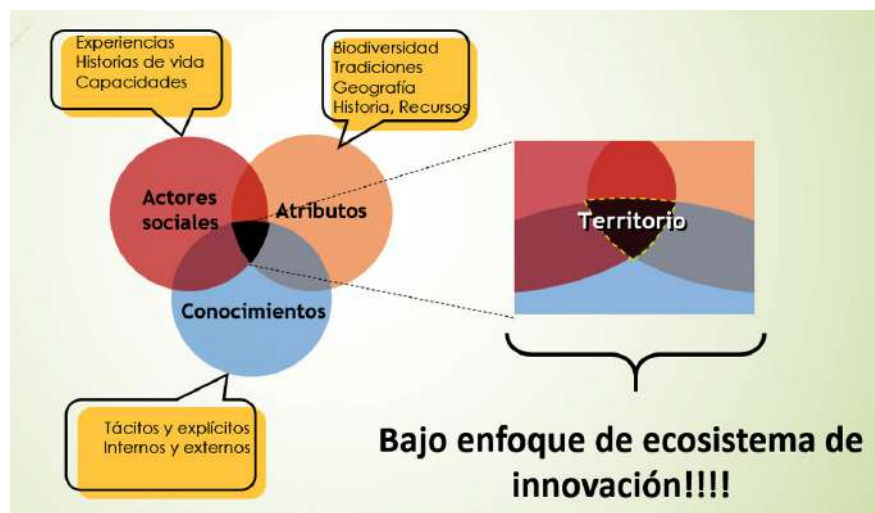 Experiencias
Historias de vida
Capacidades
Biodiversidad
Tradiciones
Geografía
Historia, Recursos
Actores
sociales
Atributos
Conocimientos
Tácitos y explícitos
Internos y externos
Territorio
Bajo enfoque de ecosistema de
innovación!!!!